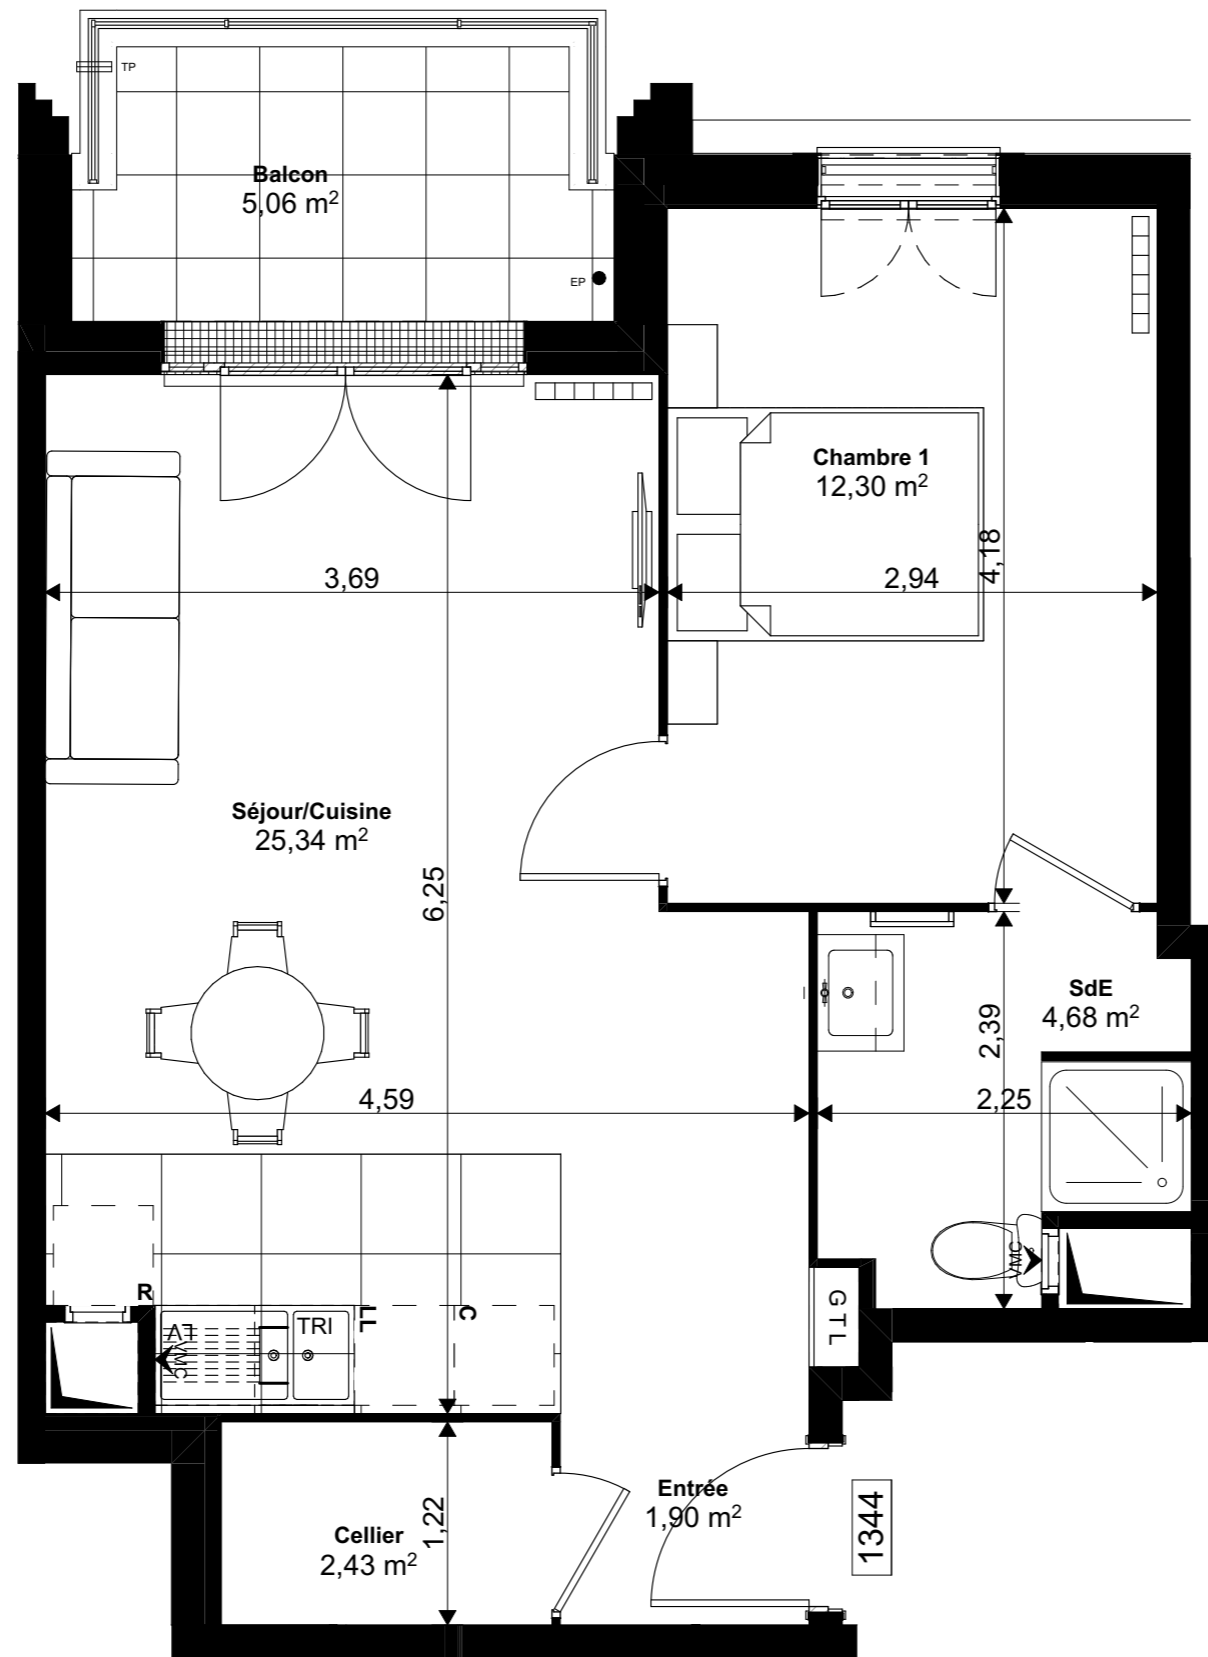 TP
Balcon
5,06 m²
EP
Chambre 1
12,30 m²
3,69
2,94
4,18
Séjour/Cuisine
25,34 m²
6,25
SdE
4,68 m²
2,39
4,59
2,25
VMC
R
LV
VMC
TRI
LL
C
GTL
Entrée
1,90 m²
1344
Cellier
2,43 m²
1,22